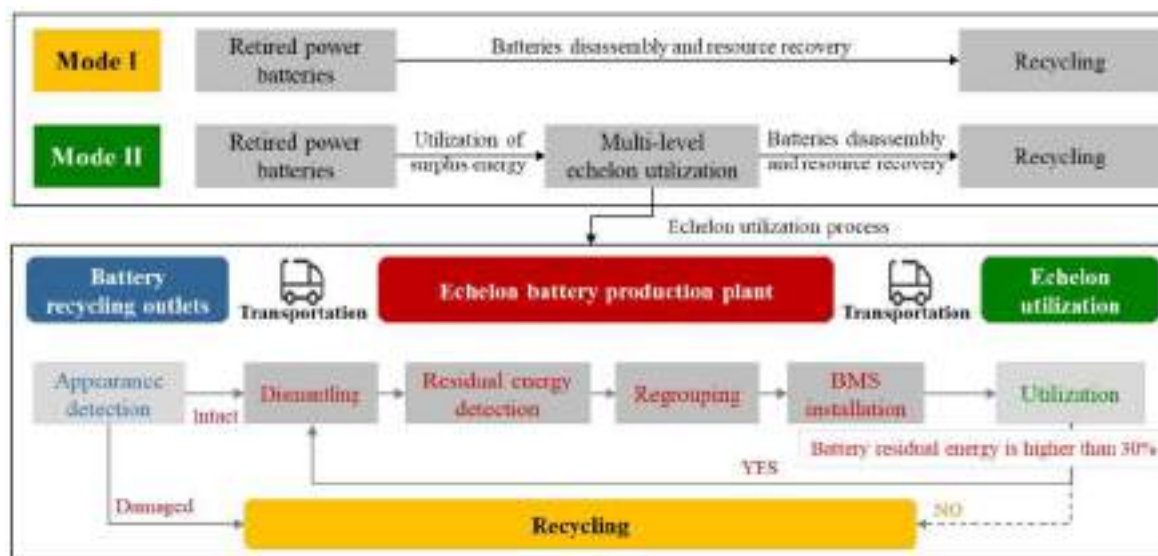 Mode I
Retired power
batteries
Batteries disassembly and resource recovery
Recycling
Mode II
Retired power
batteries
Utilization of
surplus energy
Multi-level
echelon utilization
Batteries disassembly
and resource recovery
Recycling
Echelon utilization process
Battery
recycling outlets
Transportation
Echelon battery production plant
Transportation
Echelon
utilization
Appearance
detection
Intact
Dismantling
Residual energy
detection
Regrouping
BMS
installation
Utilization
Battery residual energy is higher than 30%
YES
Damaged
Recycling
NO